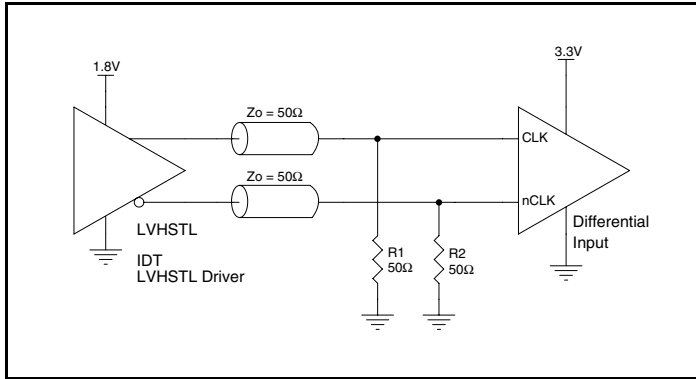 1.8V
3.3V
Zo = 50Ω
CLK
Zo = 50Ω
nCLK
LVHSTL
Differential
Input
IDT
LVHSTL Driver
R1
50Ω
R2
50Ω